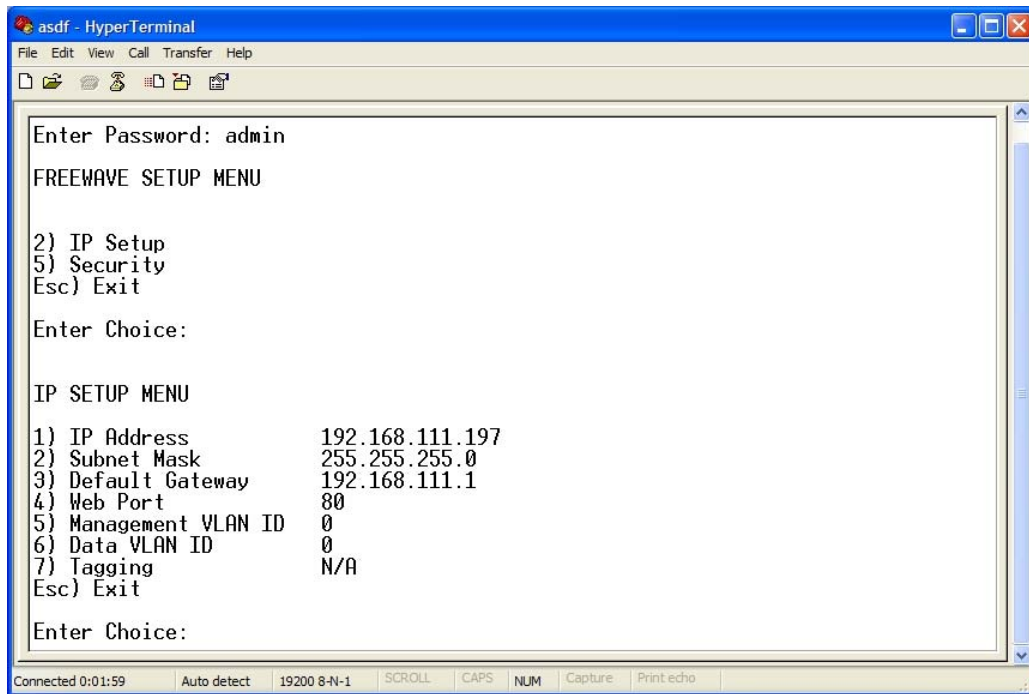 asdf - HyperTerminal
File Edit View Call Transfer Help
Enter Password: admin
FREEWAVE SETUP MENU
2) IP Setup
5) Security
Esc) Exit
Enter Choice:
IP SETUP MENU
1) IP Address 192.168.111.197
2) Subnet Mask 255.255.255.0
3) Default Gateway 192.168.111.1
4) Web Port 80
5) Management VLAN ID 0
6) Data VLAN ID 0
7) Tagging N/A
Esc) Exit
Enter Choice:
Connected 0:01:59 Auto detect 19200 8-N-1 SCROLL CAPS NUM Capture Print echo